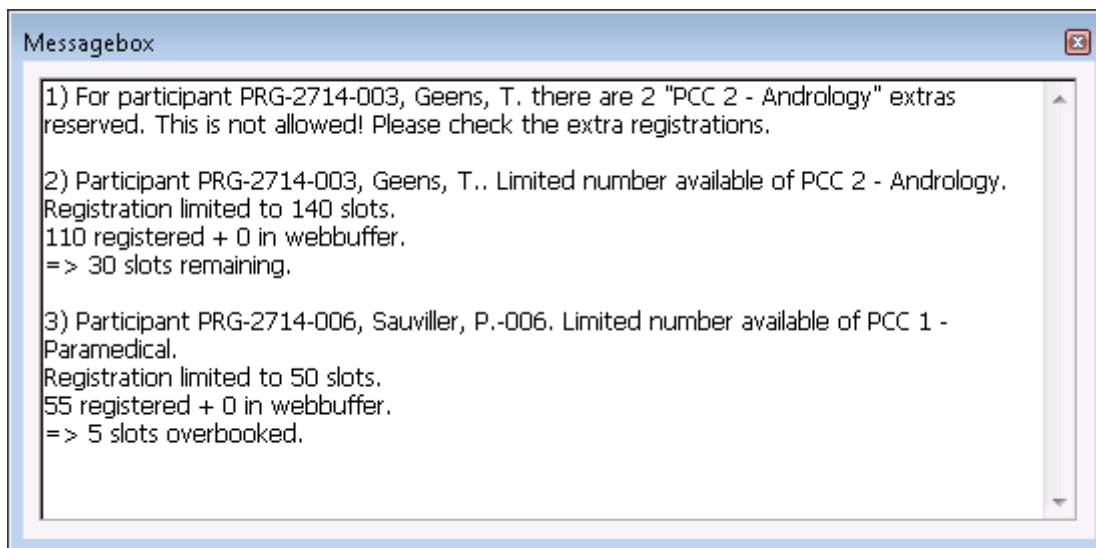 Messagebox
1) For participant PRG-2714-003, Geens, T. there are 2 "PCC 2 - Andrology" extras
reserved. This is not allowed! Please check the extra registrations.
2) Participant PRG-2714-003, Geens, T.. Limited number available of PCC 2 - Andrology.
Registration limited to 140 slots.
110 registered + 0 in webbuffer.
=> 30 slots remaining.
3) Participant PRG-2714-006, Sauviller, P.-006. Limited number available of PCC 1 -
Paramedical.
Registration limited to 50 slots.
55 registered + 0 in webbuffer.
=> 5 slots overbooked.